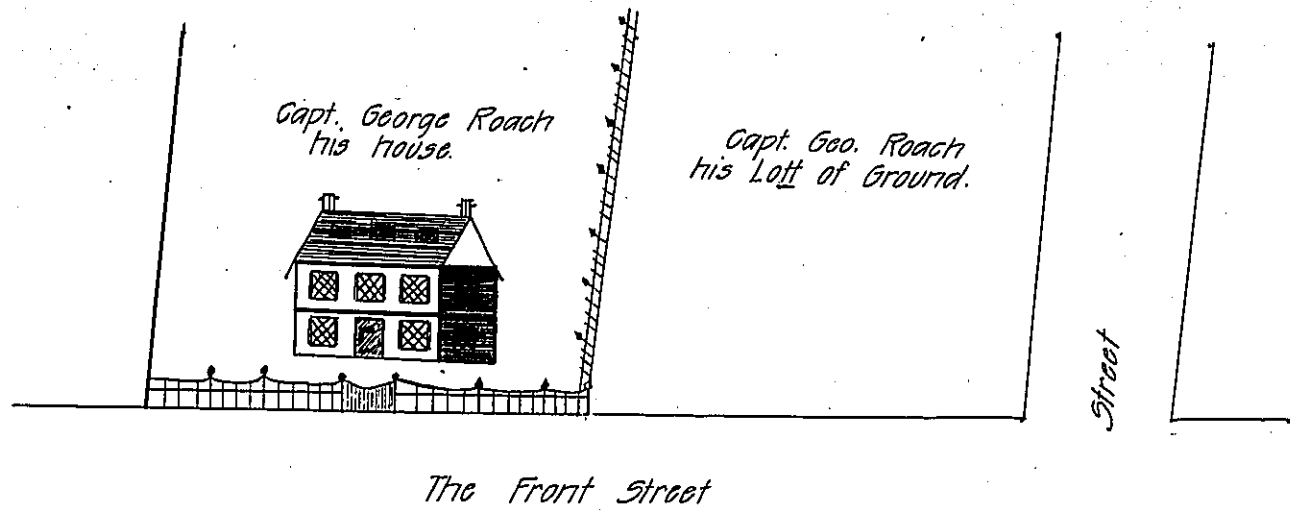 Capt. George Roach
his house.
Capt. Geo. Roach
his Lott of Ground.
Street
The Front Street